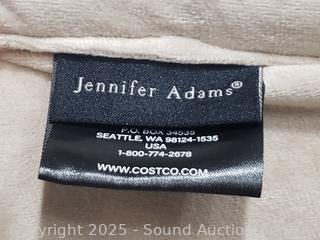 Jennifer Adams®
P.O. BOX 34535
SEATTLE, WA 98124-1535
USA
1-800-774-2678
WWW.COSTCO.COM
Copyright ©2025 - Sound Auction